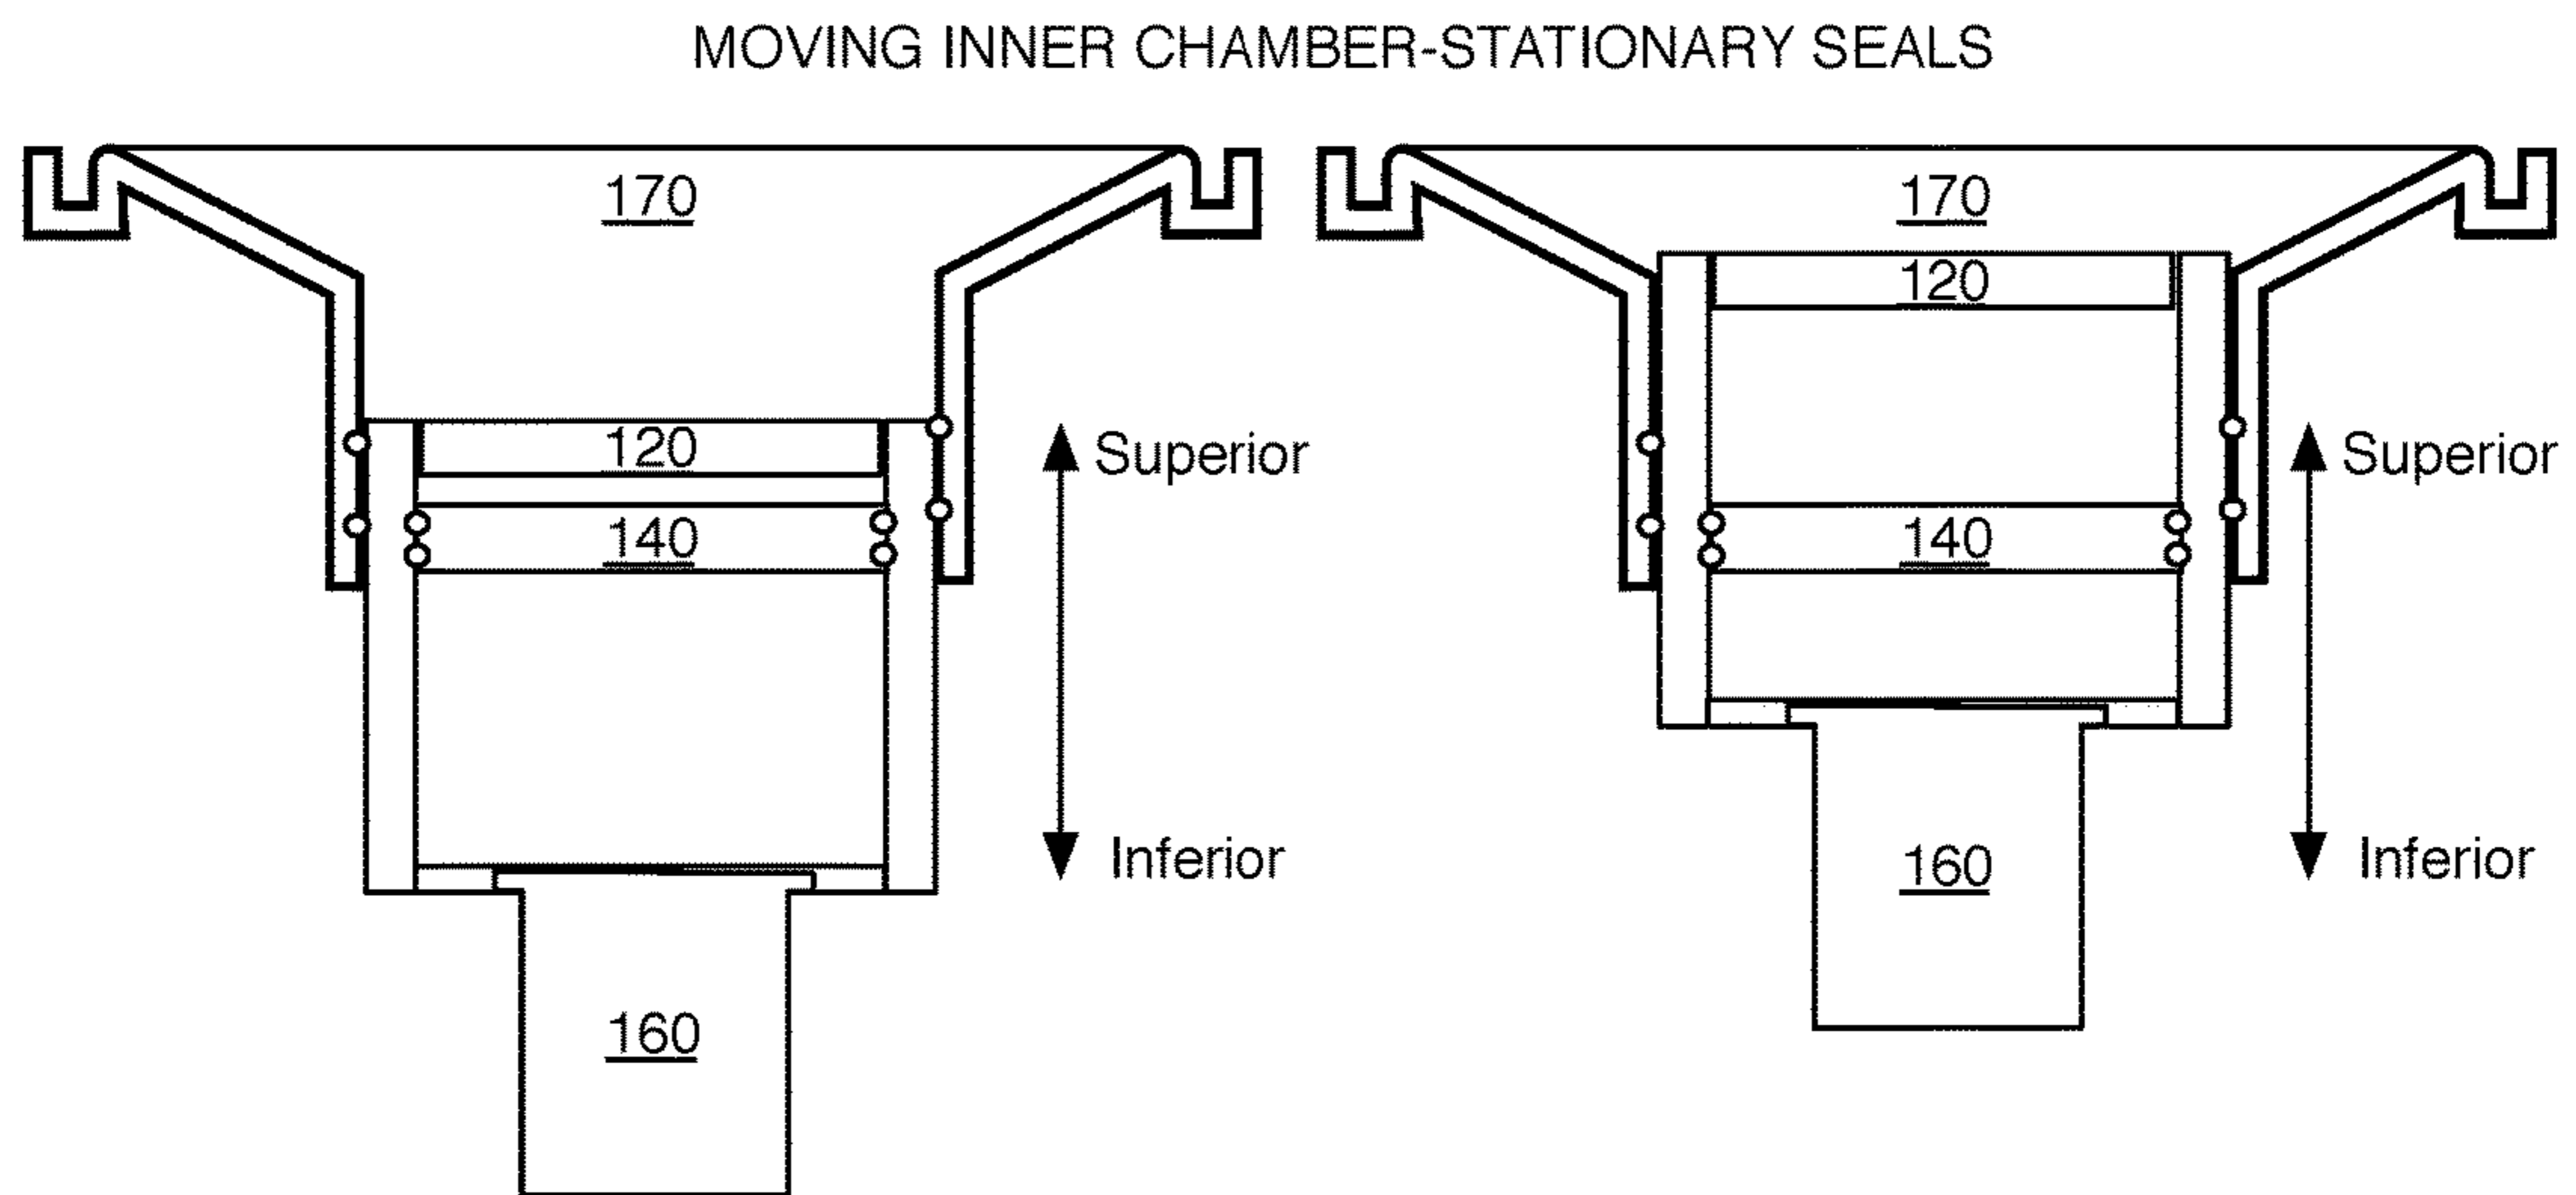 MOVING INNER CHAMBER-STATIONARY SEALS
170
120
140
160
Superior
Inferior
170
120
140
160
Superior
Inferior